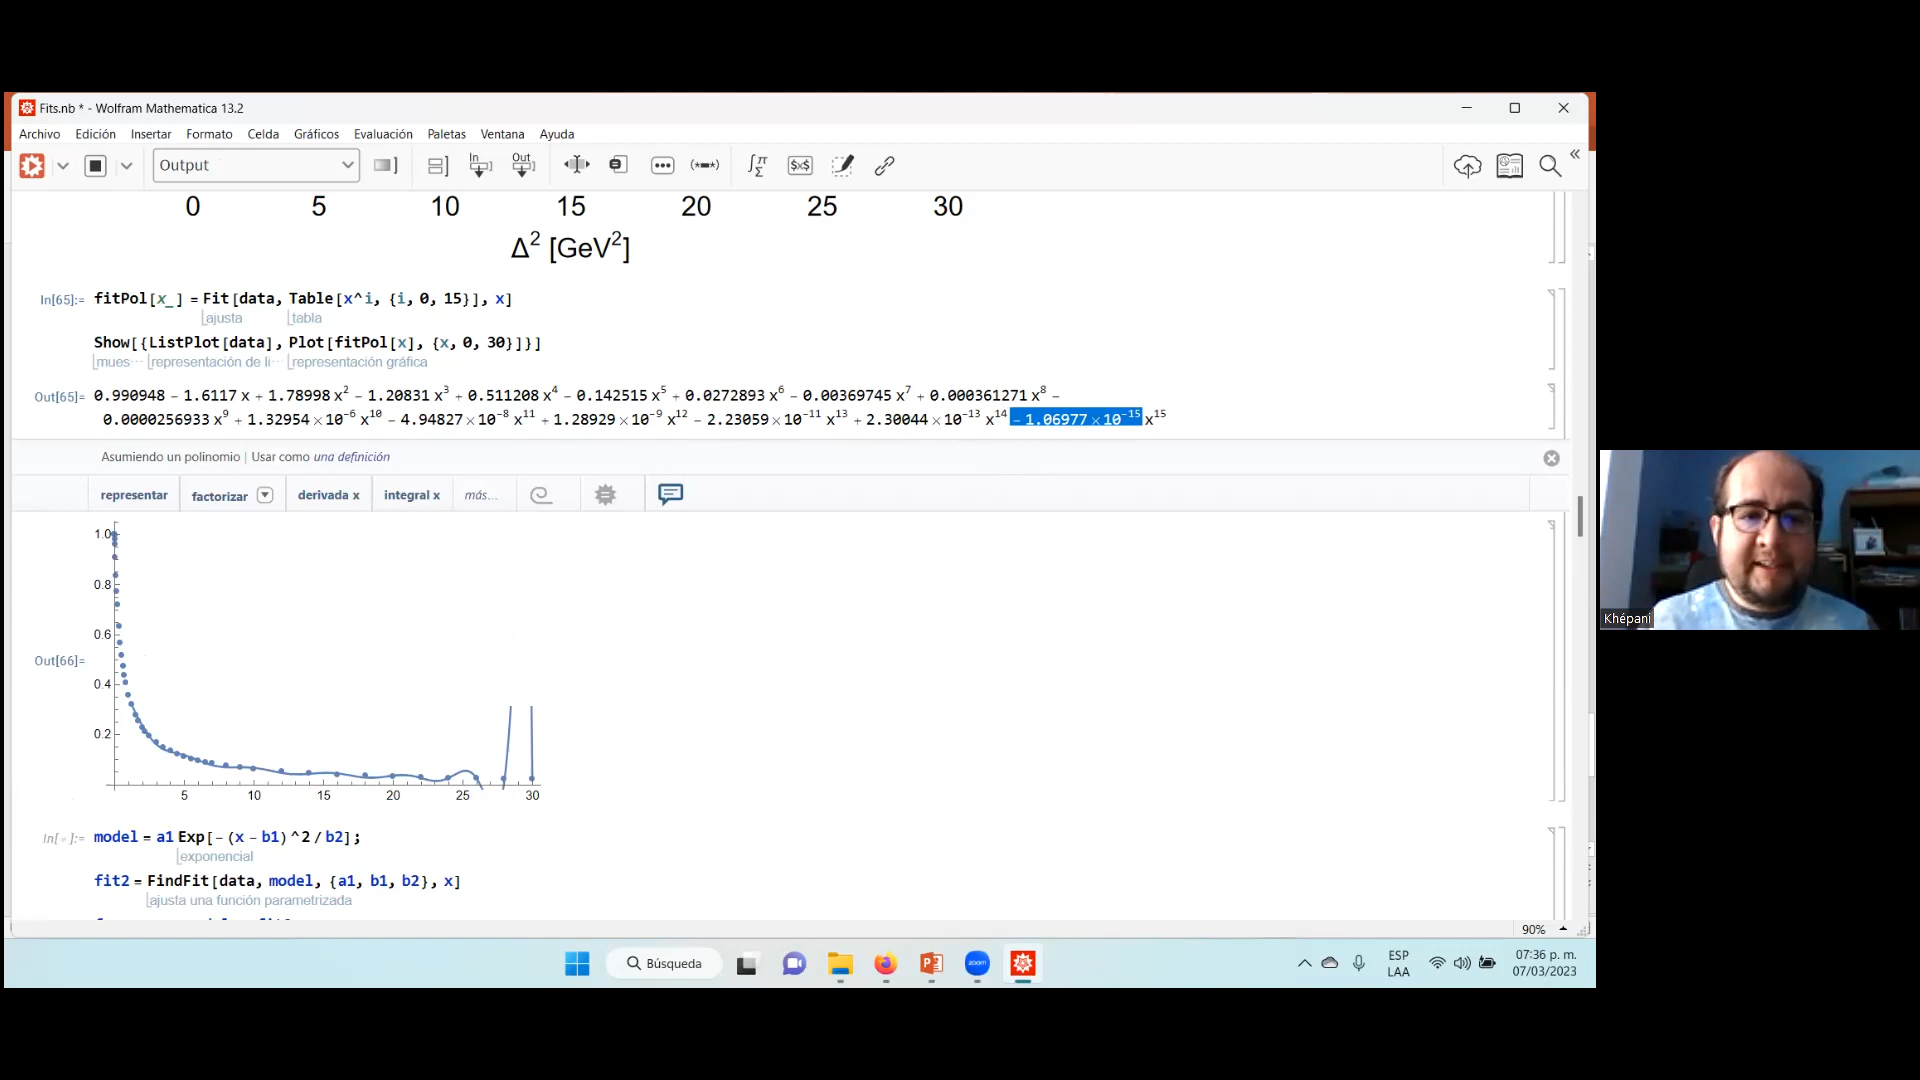 Fits.nb * - Wolfram Mathematica 13.2
Archivo Edición Insertar Formato Celda Gráficos Evaluación Paletas Ventana Ayuda
Output In Out
0 5 10 15 20 25 30
Δ² [GeV²]
In[65]:= fitPol[x_] = Fit[data, Table[x^i, {i, 0, 15}], x]
ajusta tabla
Show[{ListPlot[data], Plot[fitPol[x], {x, 0, 30}]}]
mues··· representación de li··· representación gráfica
Out[65]= 0.990948 − 1.6117 x + 1.78998 x² − 1.20831 x³ + 0.511208 x⁴ − 0.142515 x⁵ + 0.0272893 x⁶ − 0.00369745 x⁷ + 0.000361271 x⁸ −
0.0000256933 x⁹ + 1.32954×10⁻⁶ x¹⁰ − 4.94827×10⁻⁸ x¹¹ + 1.28929×10⁻⁹ x¹² − 2.23059×10⁻¹¹ x¹³ + 2.30044×10⁻¹³ x¹⁴ − 1.06977×10⁻¹⁵ x¹⁵
Asumiendo un polinomio | Usar como una definición
representar factorizar derivada x integral x más...
1.0
0.8
0.6
Out[66]=
0.4
0.2
5 10 15 20 25 30
In[∘]:= model = a1 Exp[-(x - b1)^2 / b2];
exponencial
fit2 = FindFit[data, model, {a1, b1, b2}, x]
ajusta una función parametrizada
90%
Búsqueda
zoom
ESP
LAA
07:36 p. m.
07/03/2023
Khépani